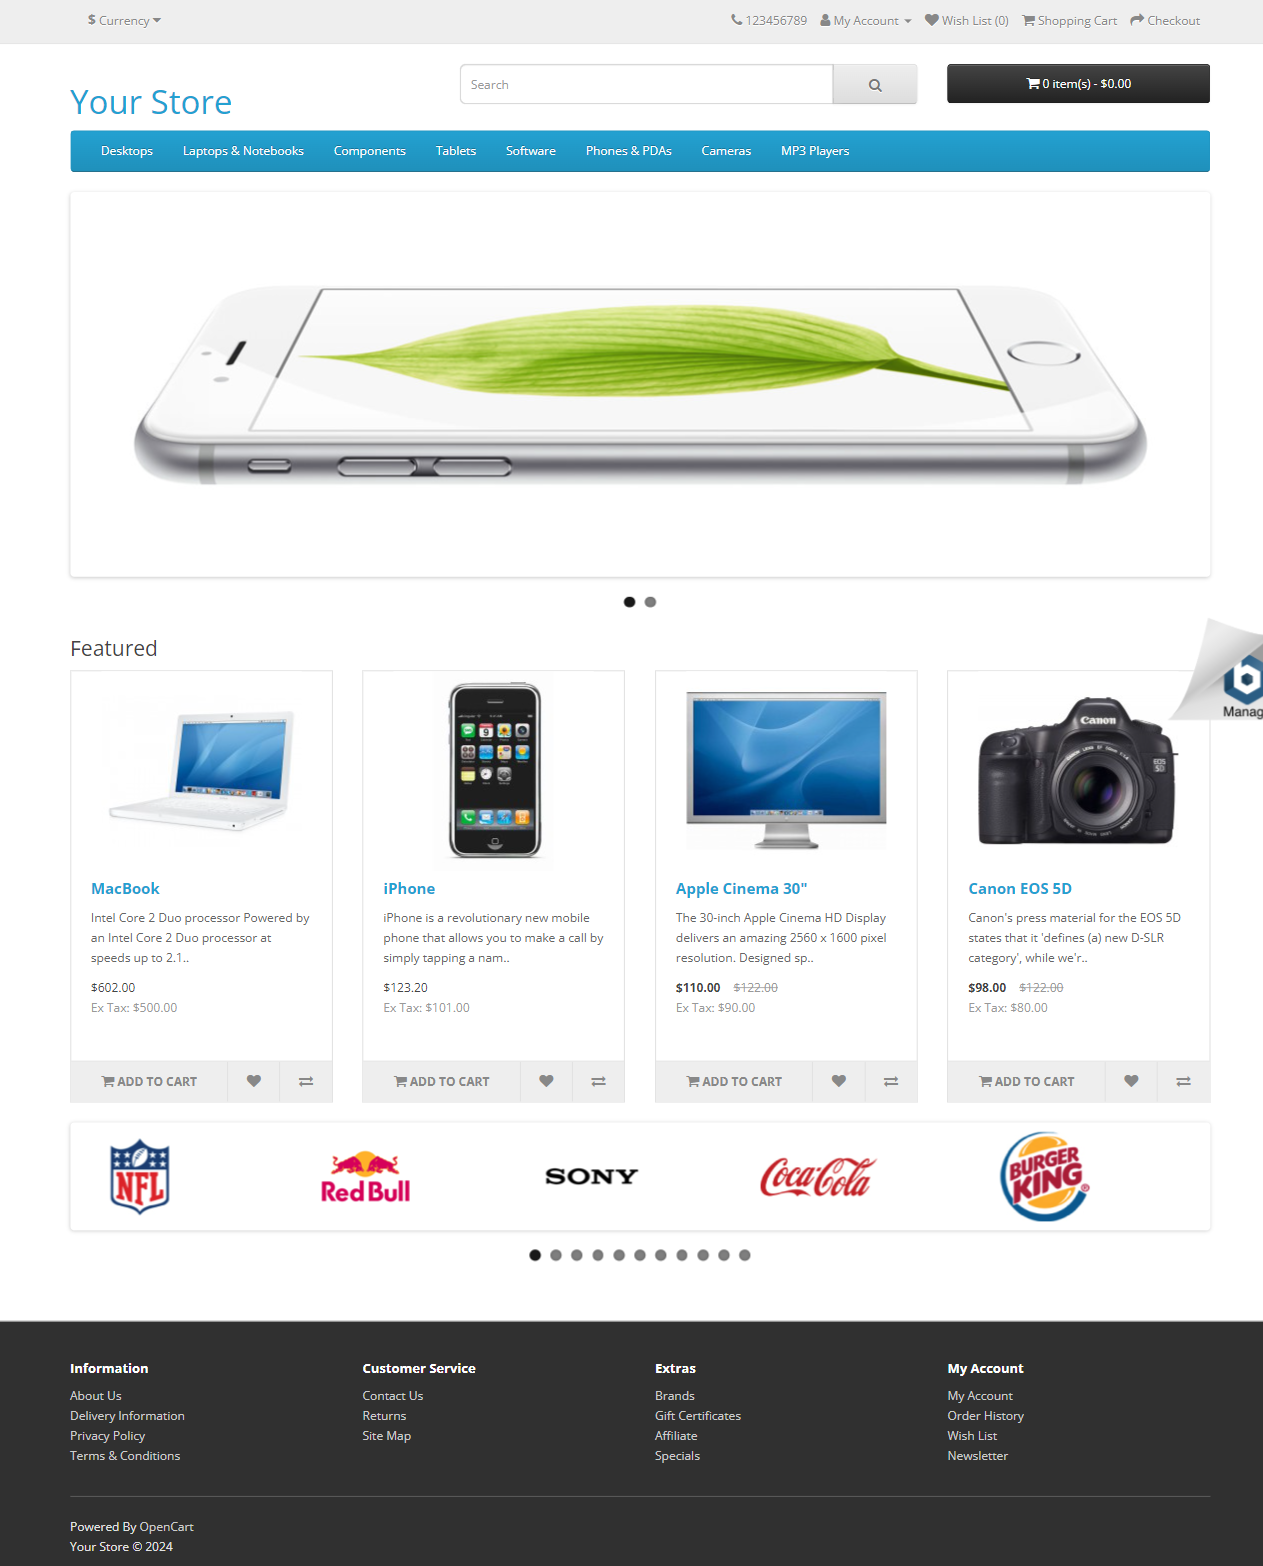 $ Currency
123456789 My Account Wish List (0) Shopping Cart Checkout
Your Store
Search
0 item(s) - $0.00
Desktops Laptops & Notebooks Components Tablets Software Phones & PDAs Cameras MP3 Players
Featured
Manag
Canon
EOS
5D
MacBook
Intel Core 2 Duo processor Powered by
an Intel Core 2 Duo processor at
speeds up to 2.1..
$602.00
Ex Tax: $500.00
ADD TO CART
iPhone
iPhone is a revolutionary new mobile
phone that allows you to make a call by
simply tapping a nam..
$123.20
Ex Tax: $101.00
ADD TO CART
Apple Cinema 30"
The 30-inch Apple Cinema HD Display
delivers an amazing 2560 x 1600 pixel
resolution. Designed sp..
$110.00 $122.00
Ex Tax: $90.00
ADD TO CART
Canon EOS 5D
Canon's press material for the EOS 5D
states that it 'defines (a) new D-SLR
category', while we'r..
$98.00 $122.00
Ex Tax: $80.00
ADD TO CART
NFL
Red Bull
SONY
Coca-Cola
BURGER
KING
Information
About Us
Delivery Information
Privacy Policy
Terms & Conditions
Customer Service
Contact Us
Returns
Site Map
Extras
Brands
Gift Certificates
Affiliate
Specials
My Account
My Account
Order History
Wish List
Newsletter
Powered By OpenCart
Your Store © 2024